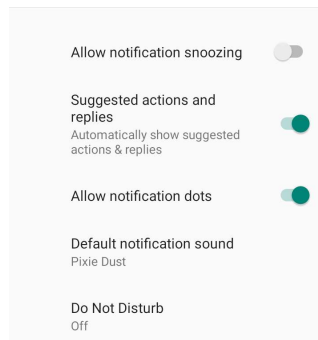 Allow notification snoozing
Suggested actions and
replies
Automatically show suggested
actions & replies
Allow notification dots
Default notification sound
Pixie Dust
Do Not Disturb
Off